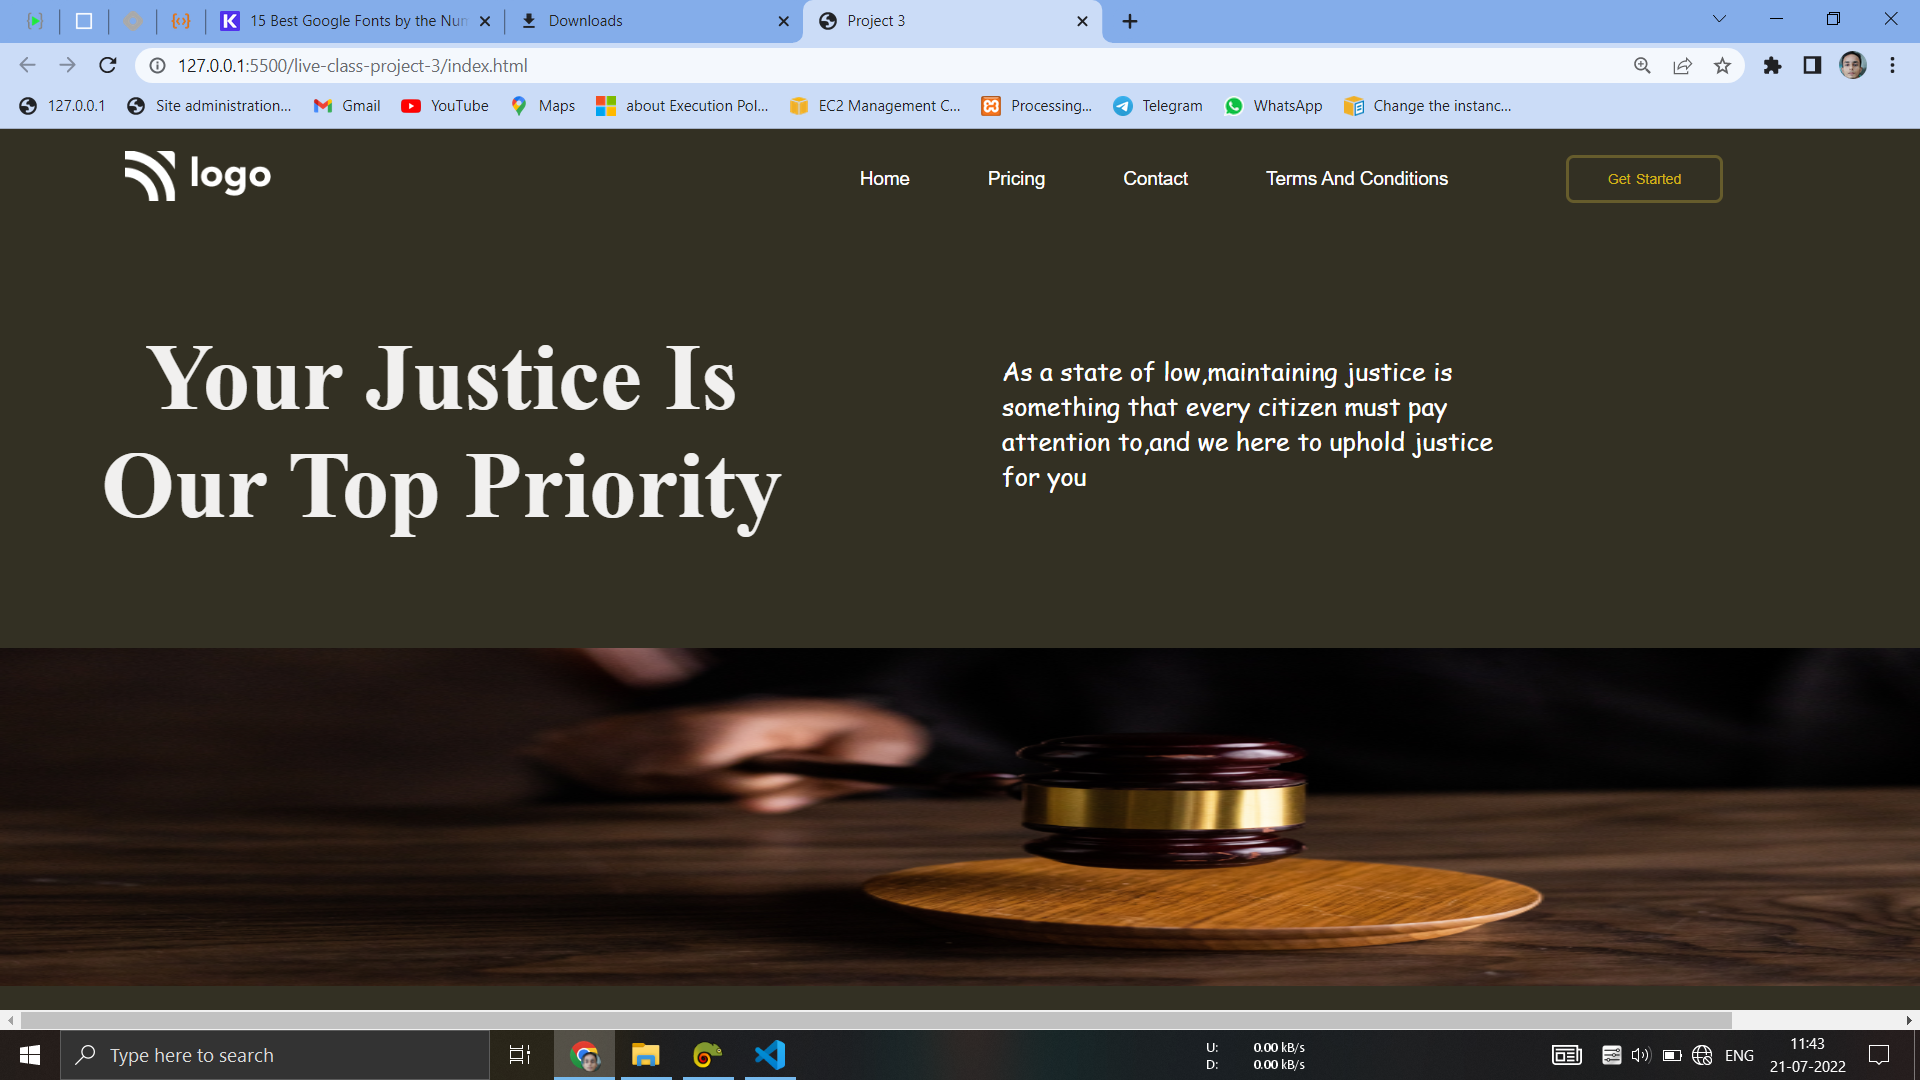 15 Best Google Fonts by the Nun
Downloads
Project 3
127.0.0.1:5500/live-class-project-3/index.html
127.0.0.1
Site administration...
Gmail
YouTube
Maps
about Execution Pol...
EC2 Management C...
Processing...
Telegram
WhatsApp
Change the instanc...
logo
Home
Pricing
Contact
Terms And Conditions
Get Started
Your Justice Is
Our Top Priority
As a state of low,maintaining justice is
something that every citizen must pay
attention to,and we here to uphold justice
for you
Type here to search
U: 0.00 kB/s
D: 0.00 kB/s
ENG
11:43
21-07-2022